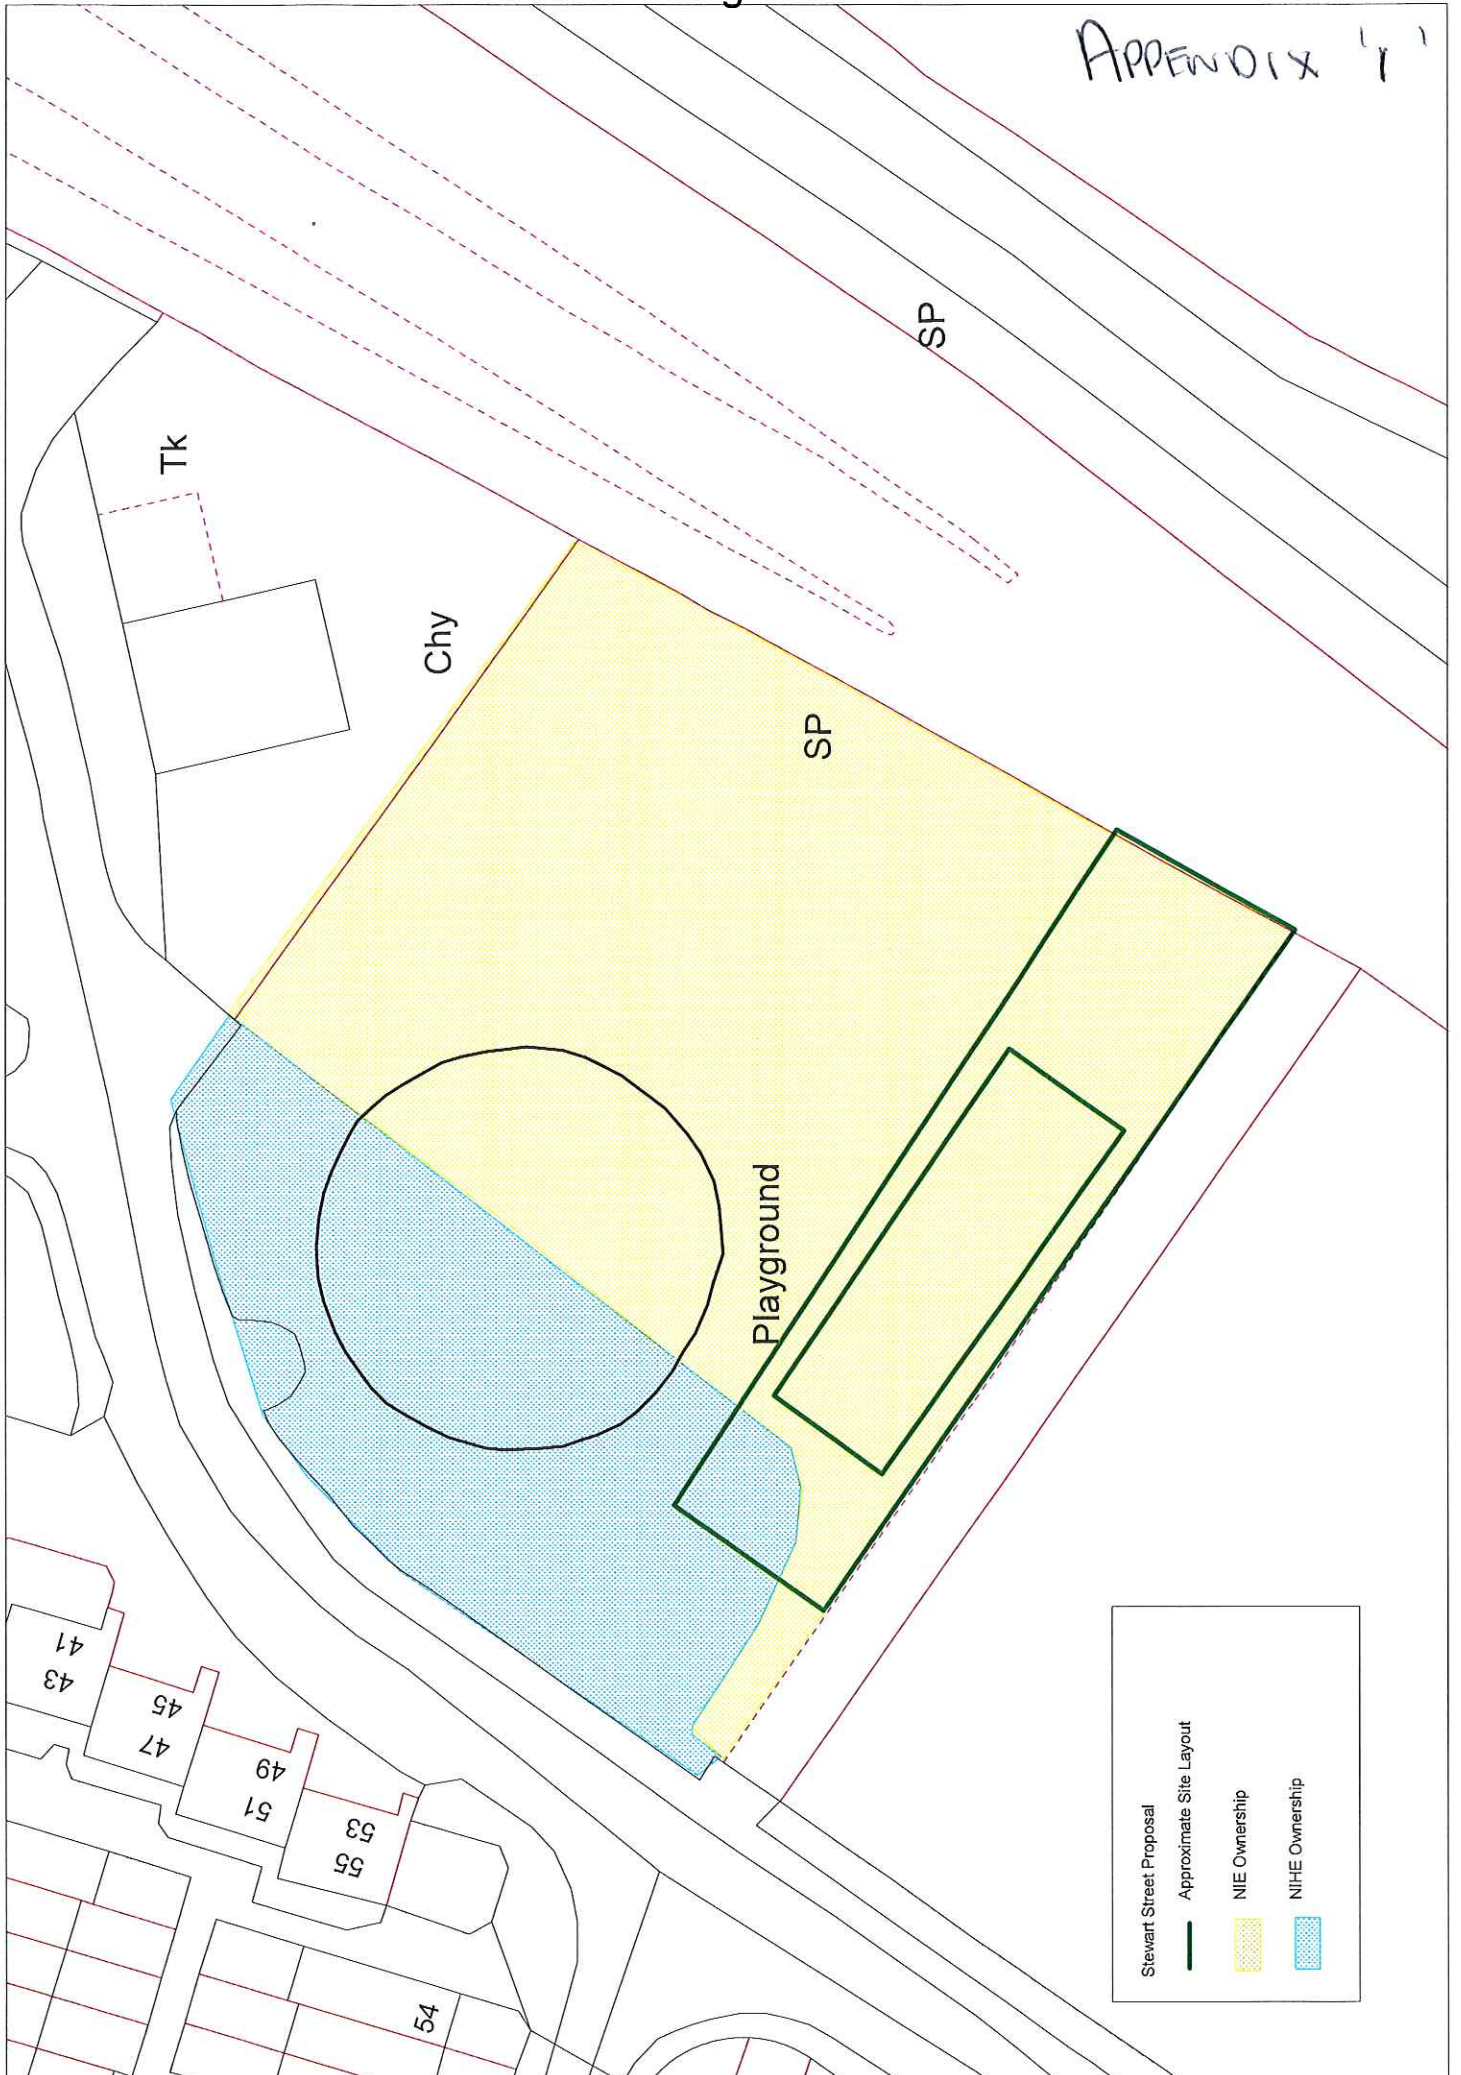 APPENDIX '1'
SP
Tk
Chy
SP
Playground
41
43
45
47
49
51
53
55
54
Stewart Street Proposal
Approximate Site Layout
NIE Ownership
NIHE Ownership